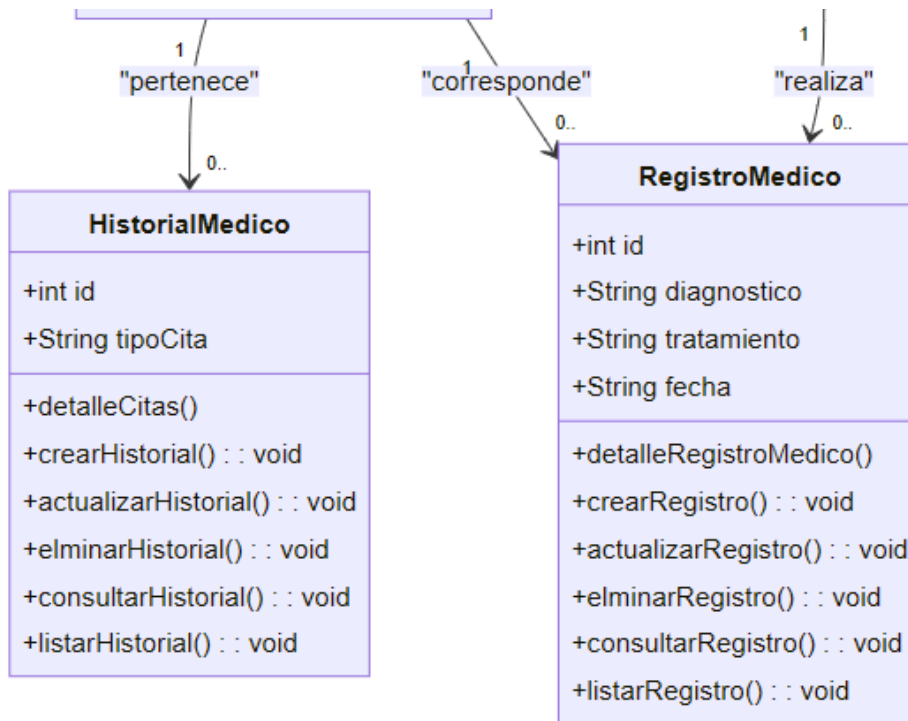 1
"pertenece"
0..
1
"corresponde"
0..
1
"realiza"
0..
HistorialMedico
+int id
+String tipoCita
+detalleCitas()
+crearHistorial() : : void
+actualizarHistorial() : : void
+elminarHistorial() : : void
+consultarHistorial() : : void
+listarHistorial() : : void
RegistroMedico
+int id
+String diagnostico
+String tratamiento
+String fecha
+detalleRegistroMedico()
+crearRegistro() : : void
+actualizarRegistro() : : void
+elminarRegistro() : : void
+consultarRegistro() : : void
+listarRegistro() : : void